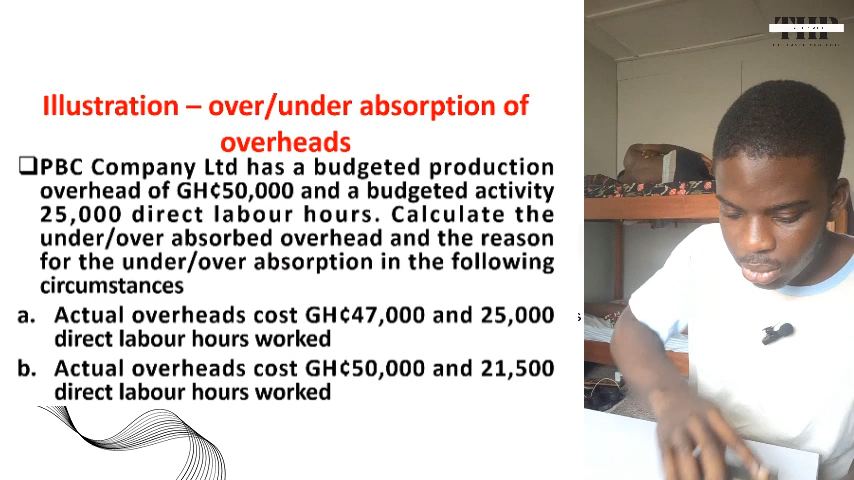 THP
Illustration – over/under absorption of
overheads
❑PBC Company Ltd has a budgeted production
overhead of GH¢50,000 and a budgeted activity
25,000 direct labour hours. Calculate the
under/over absorbed overhead and the reason
for the under/over absorption in the following
circumstances
a. Actual overheads cost GH¢47,000 and 25,000
direct labour hours worked
b. Actual overheads cost GH¢50,000 and 21,500
direct labour hours worked
s